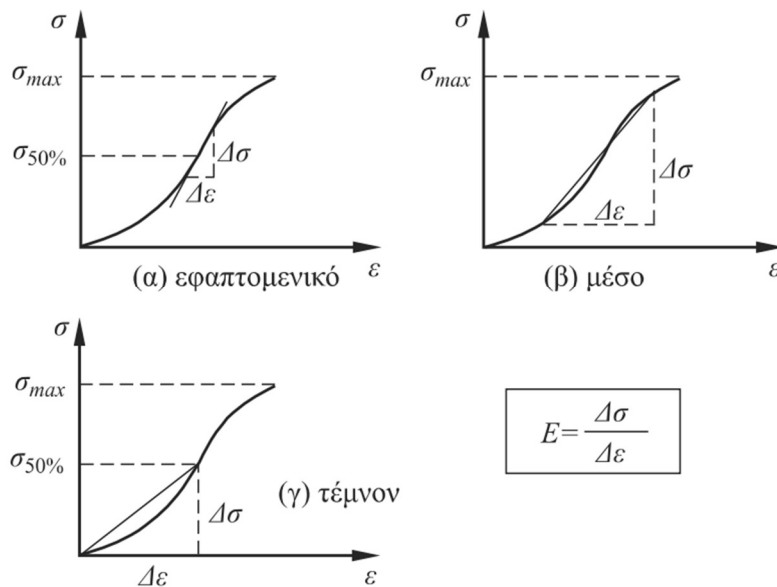 σ
σmax
σ50%
Δσ
Δε
ε
(α) εφαπτομενικό
σ
σmax
Δσ
Δε
ε
(β) μέσο
σ
σmax
σ50%
(γ) τέμνον
Δσ
Δε
ε
E= Δσ
Δε